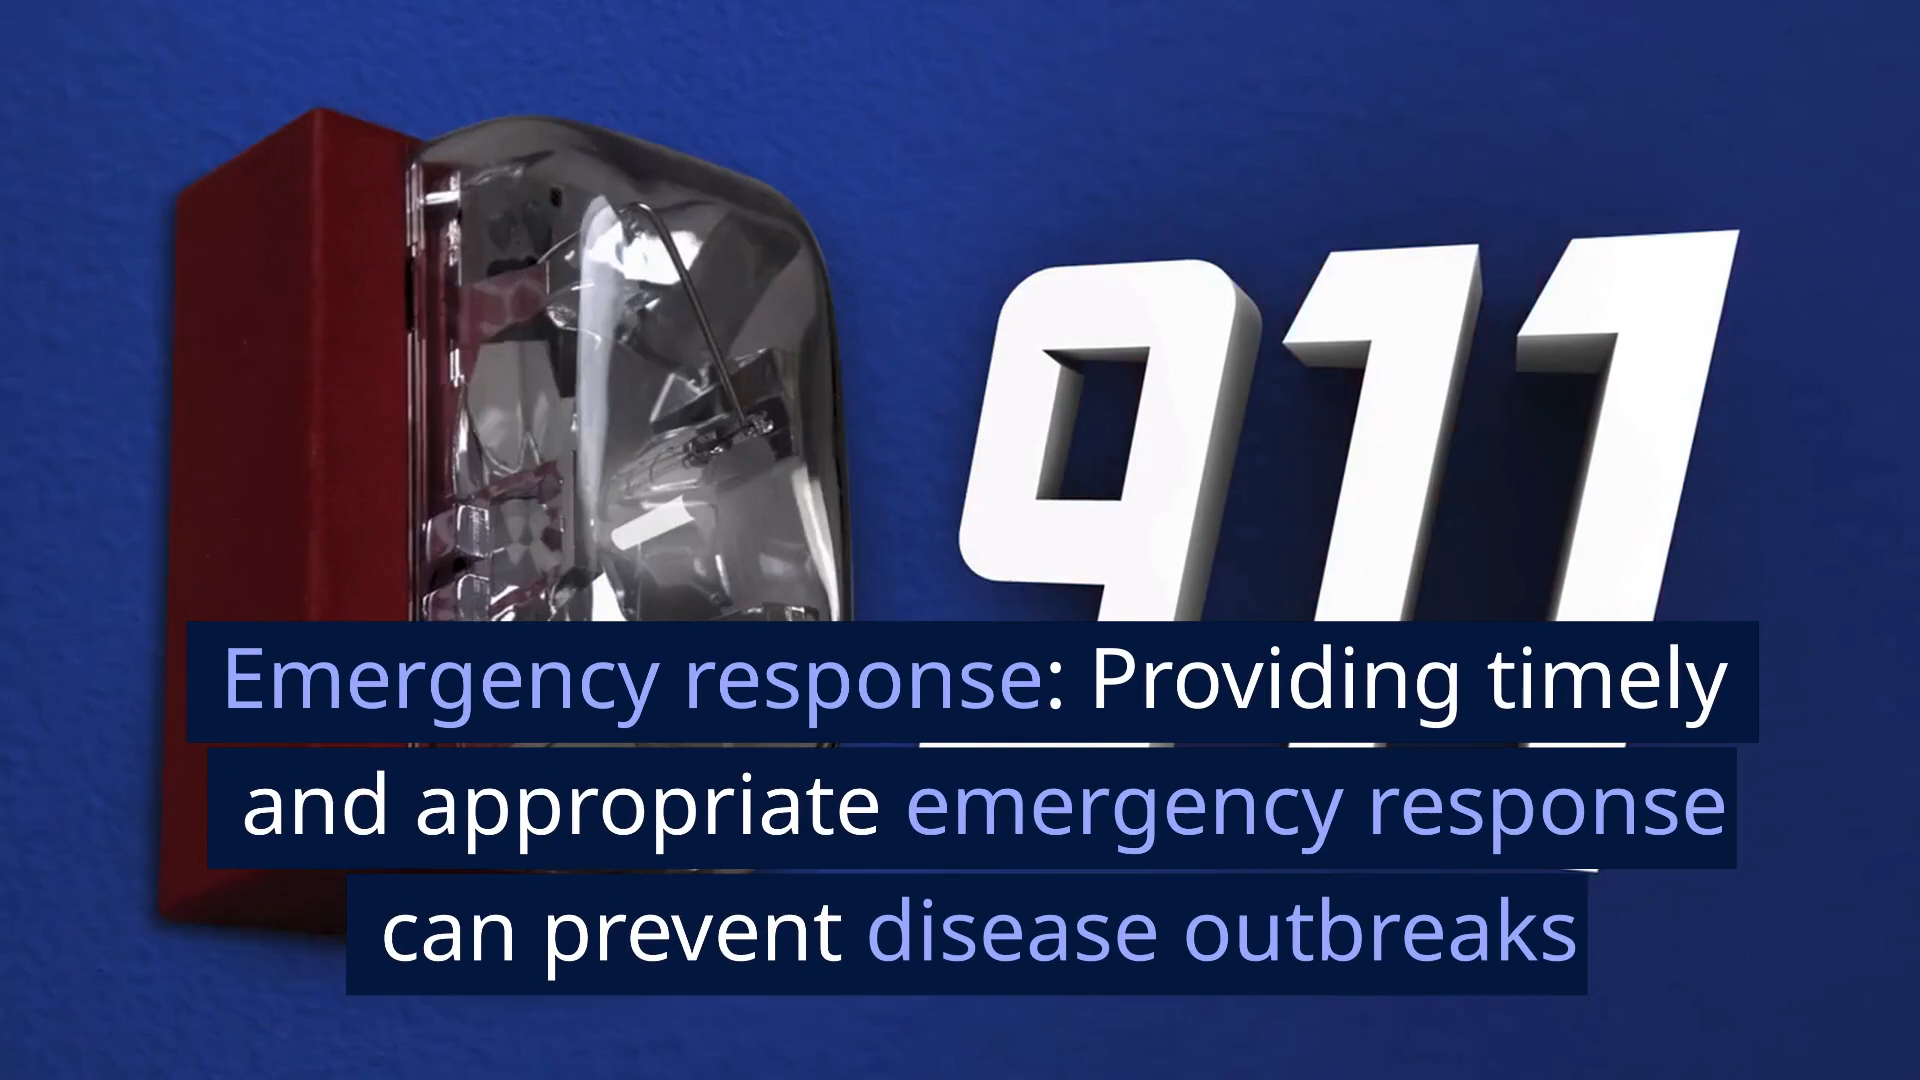 911
Emergency response: Providing timely
and appropriate emergency response
can prevent disease outbreaks